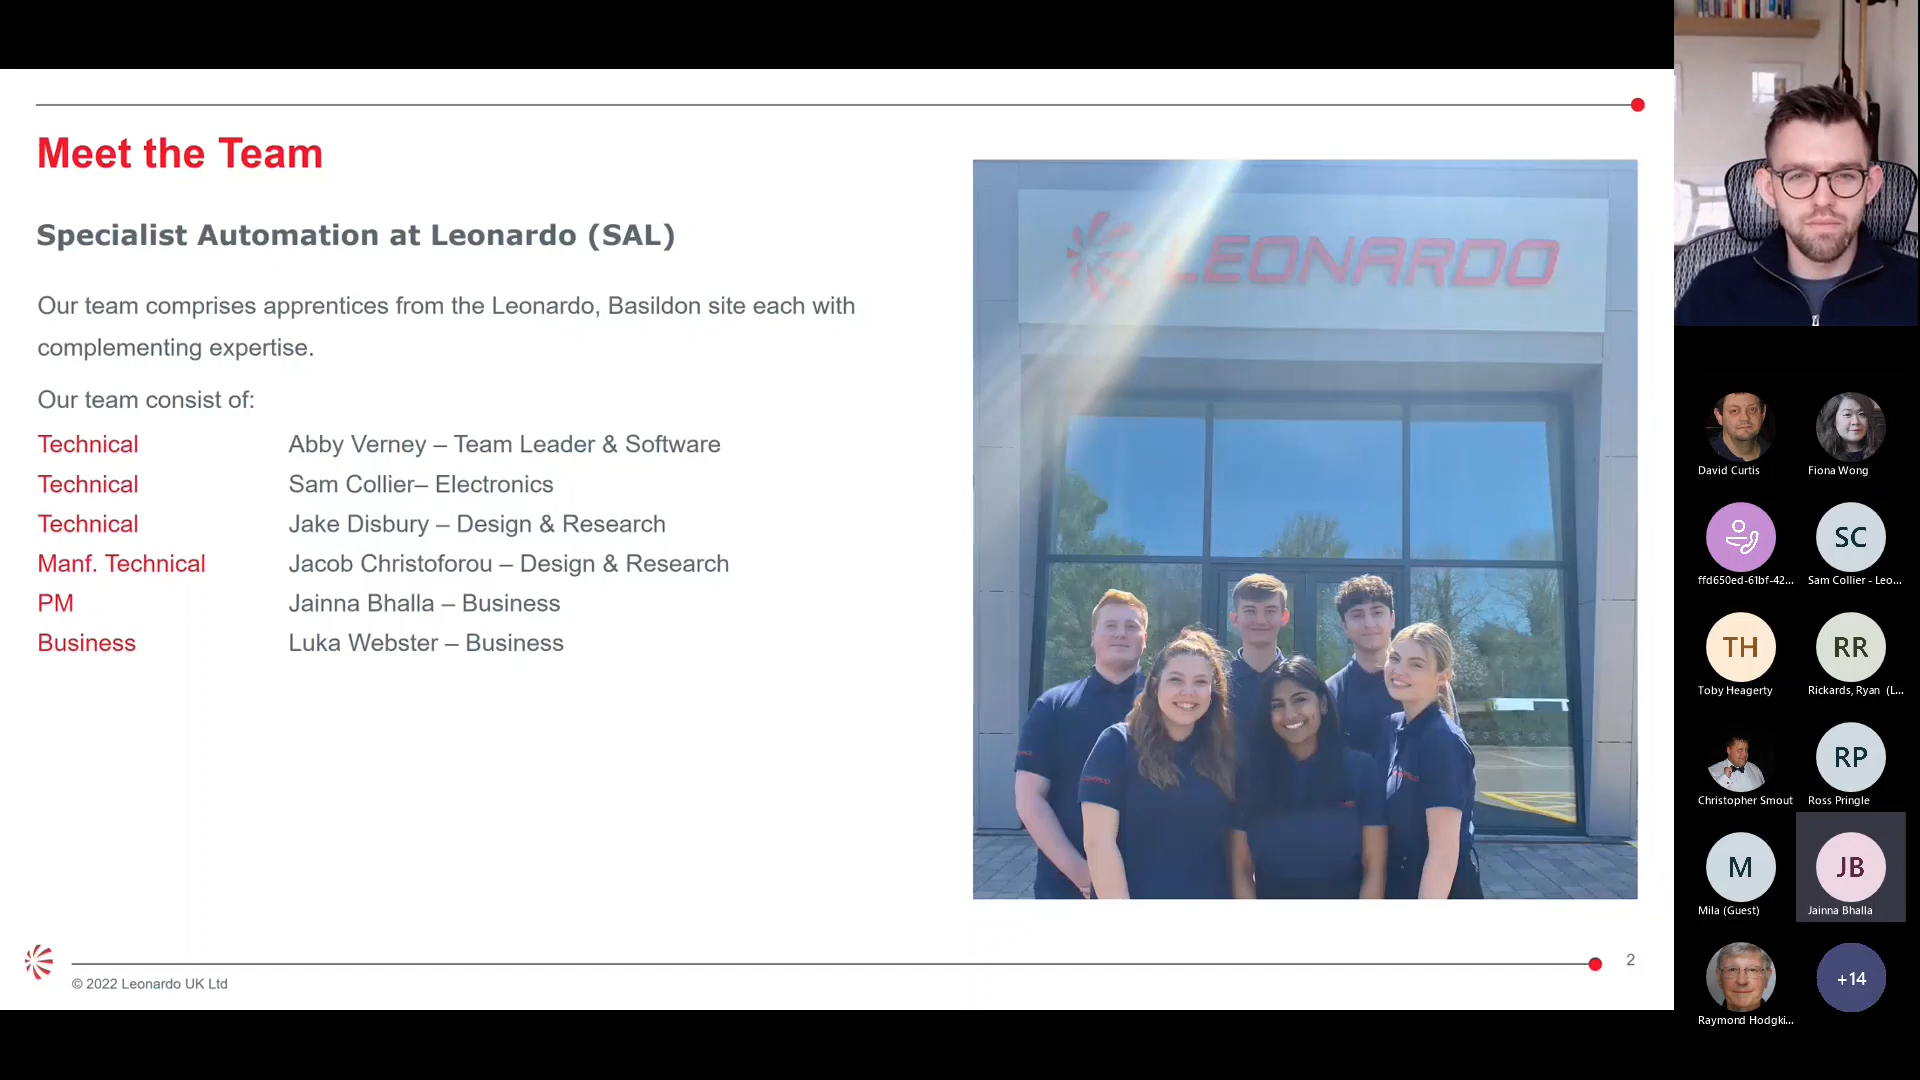 Meet the Team
Specialist Automation at Leonardo (SAL)
Our team comprises apprentices from the Leonardo, Basildon site each with
complementing expertise.
Our team consist of:
Technical Abby Verney – Team Leader & Software
Technical Sam Collier– Electronics
Technical Jake Disbury – Design & Research
Manf. Technical Jacob Christoforou – Design & Research
PM Jainna Bhalla – Business
Business Luka Webster – Business
LEONARDO
© 2022 Leonardo UK Ltd
2
David Curtis
Fiona Wong
ffd650ed-61bf-42...
SC
Sam Collier - Leo...
TH
Toby Heagerty
RR
Rickards, Ryan (L...
Christopher Smout
RP
Ross Pringle
M
Mila (Guest)
JB
Jainna Bhalla
Raymond Hodgki...
+14